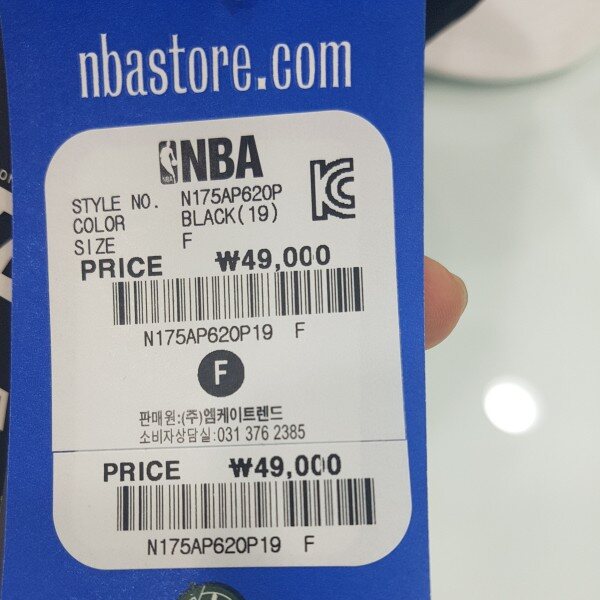 nbastore.com
NBA
STYLE NO. N175AP620P
COLOR BLACK(19)
SIZE F
PRICE ₩49,000
N175AP620P19 F
F
판매원:(주)엠케이트렌드
소비자상담실:031 376 2385
PRICE ₩49,000
N175AP620P19 F